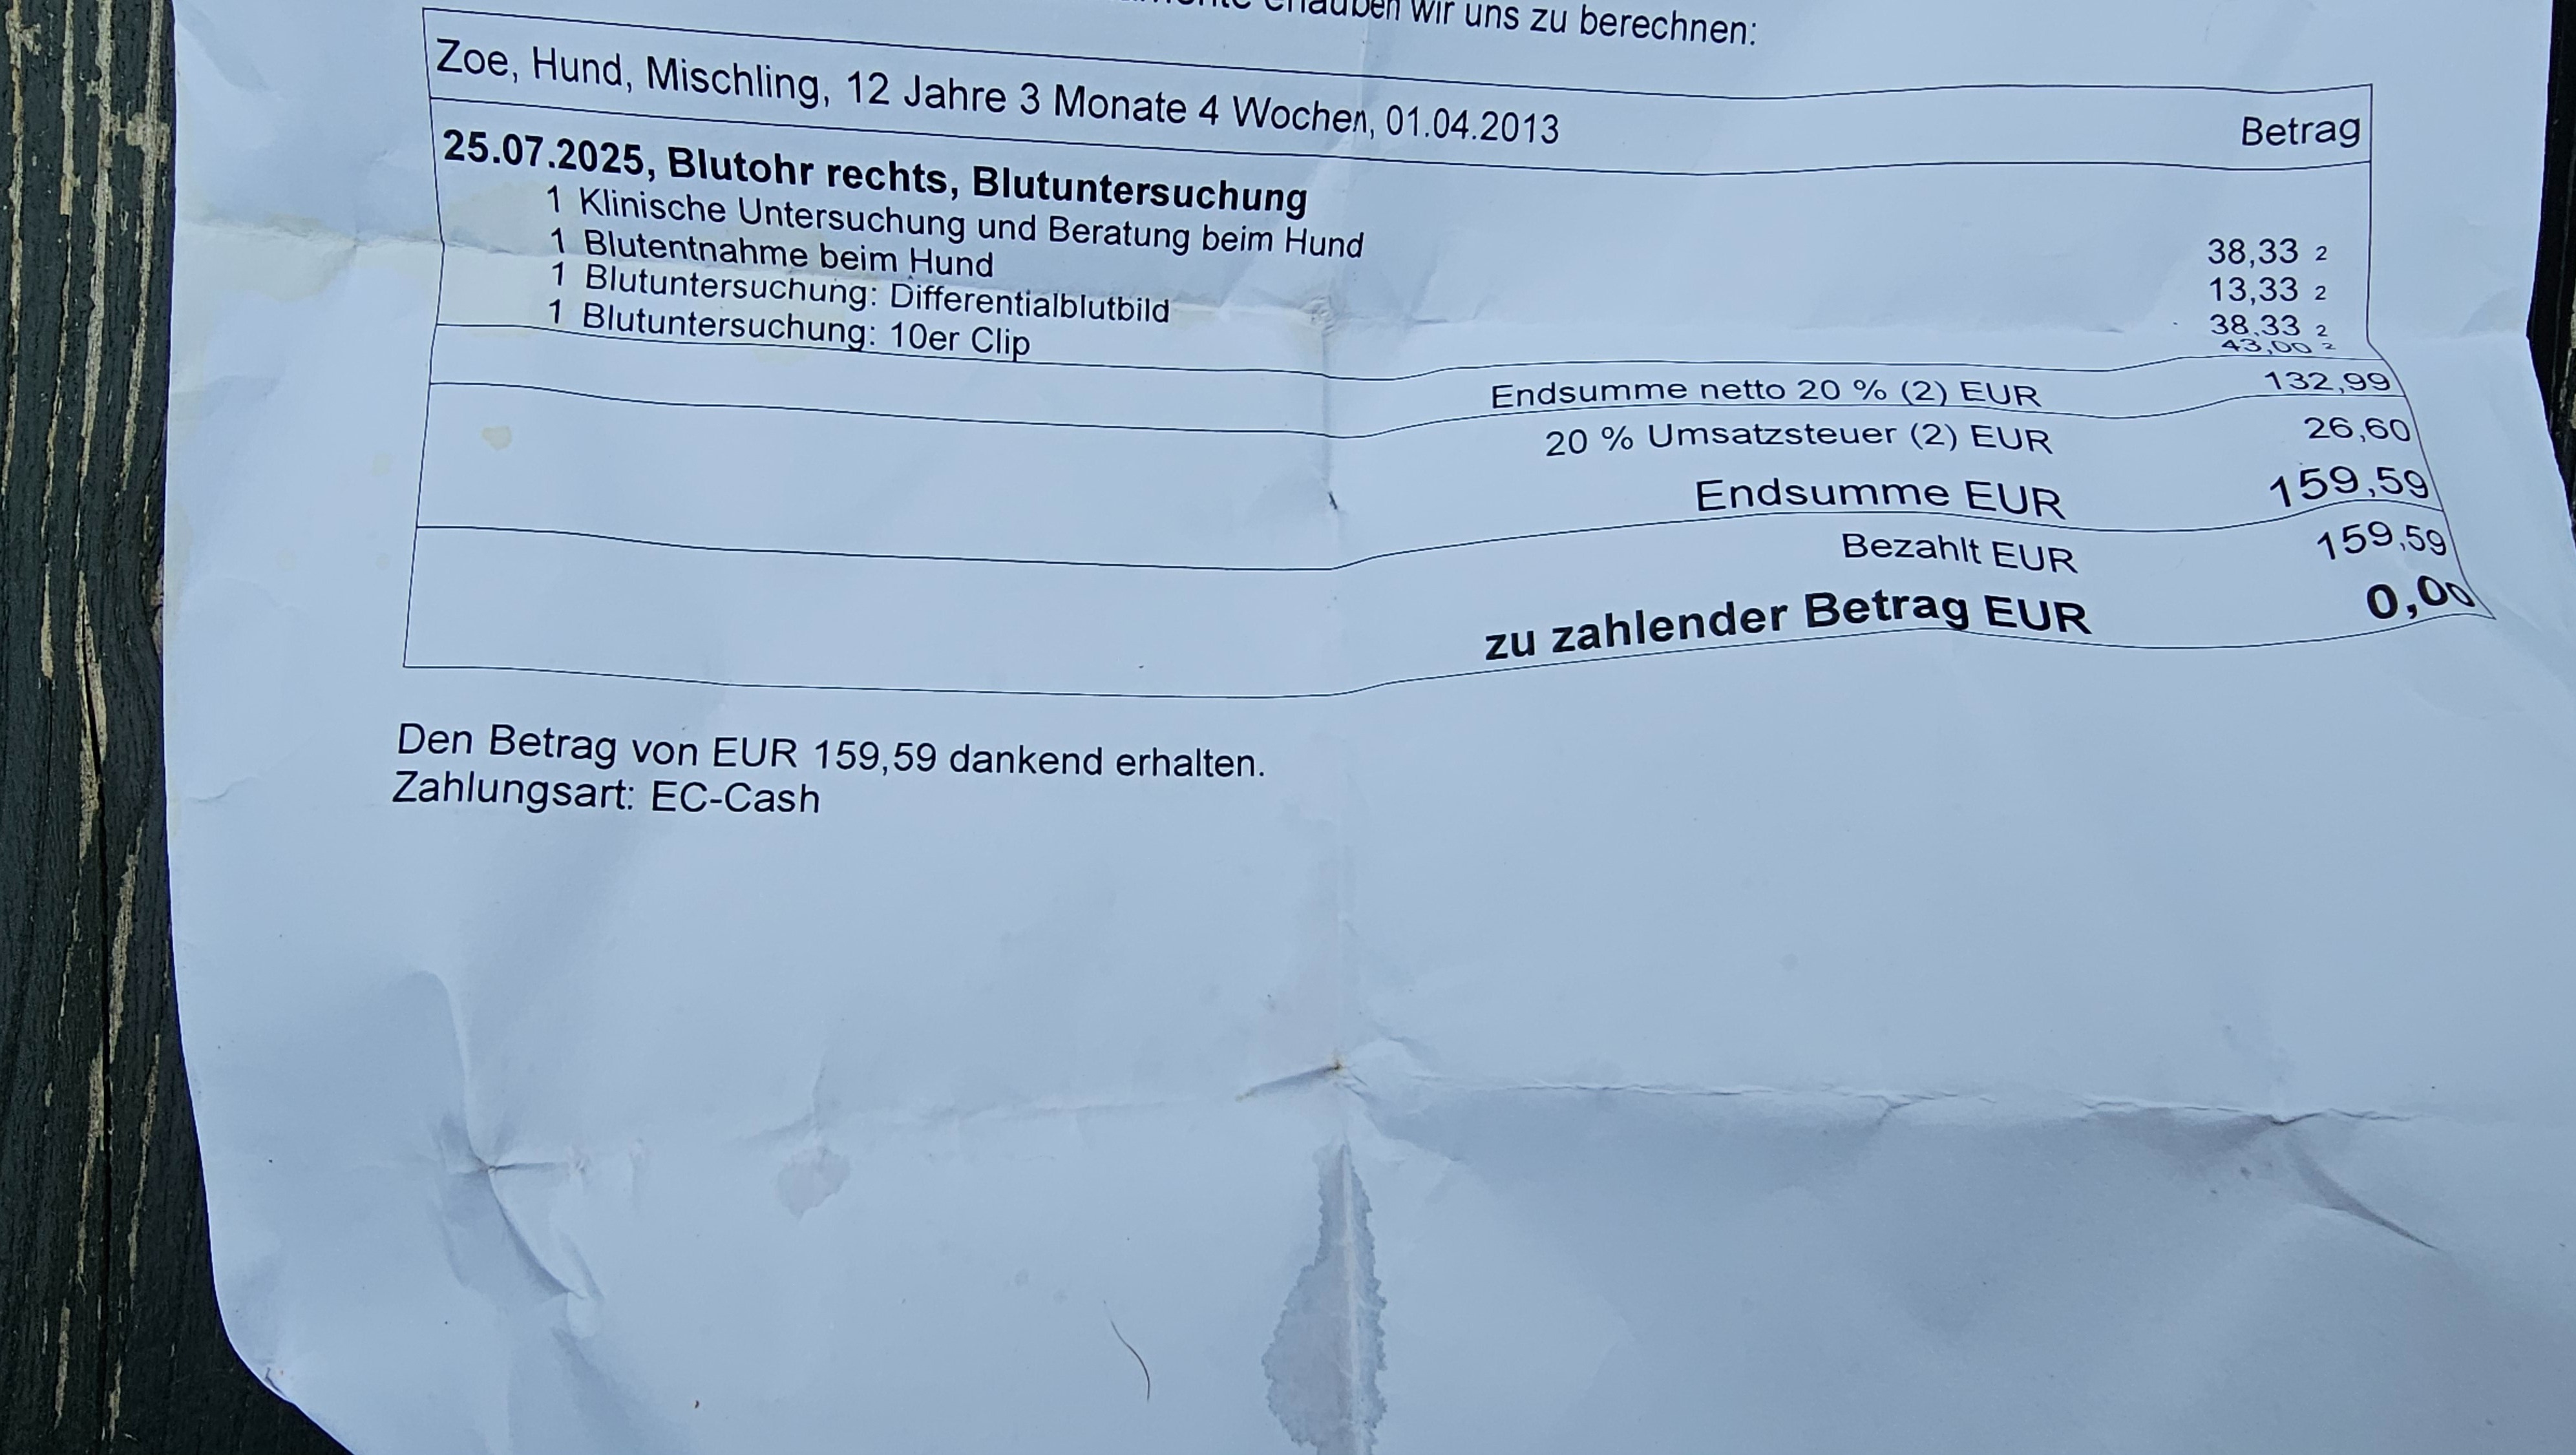 erlauben wir uns zu berechnen:
Zoe, Hund, Mischling, 12 Jahre 3 Monate 4 Wochen, 01.04.2013 Betrag
25.07.2025, Blutohr rechts, Blutuntersuchung
1 Klinische Untersuchung und Beratung beim Hund 38,33 2
1 Blutentnahme beim Hund 13,33 2
1 Blutuntersuchung: Differentialblutbild 38,33 2
1 Blutuntersuchung: 10er Clip 43,00 2
Endsumme netto 20 % (2) EUR 132,99
20 % Umsatzsteuer (2) EUR 26,60
Endsumme EUR 159,59
Bezahlt EUR 159,59
zu zahlender Betrag EUR 0,00
Den Betrag von EUR 159,59 dankend erhalten.
Zahlungsart: EC-Cash